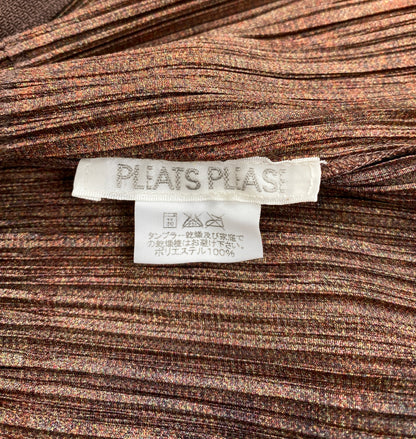 PLEATS PLEASE
タンブラー乾燥及び家庭で
の乾燥機はお避け下さい。
ポリエステル100%